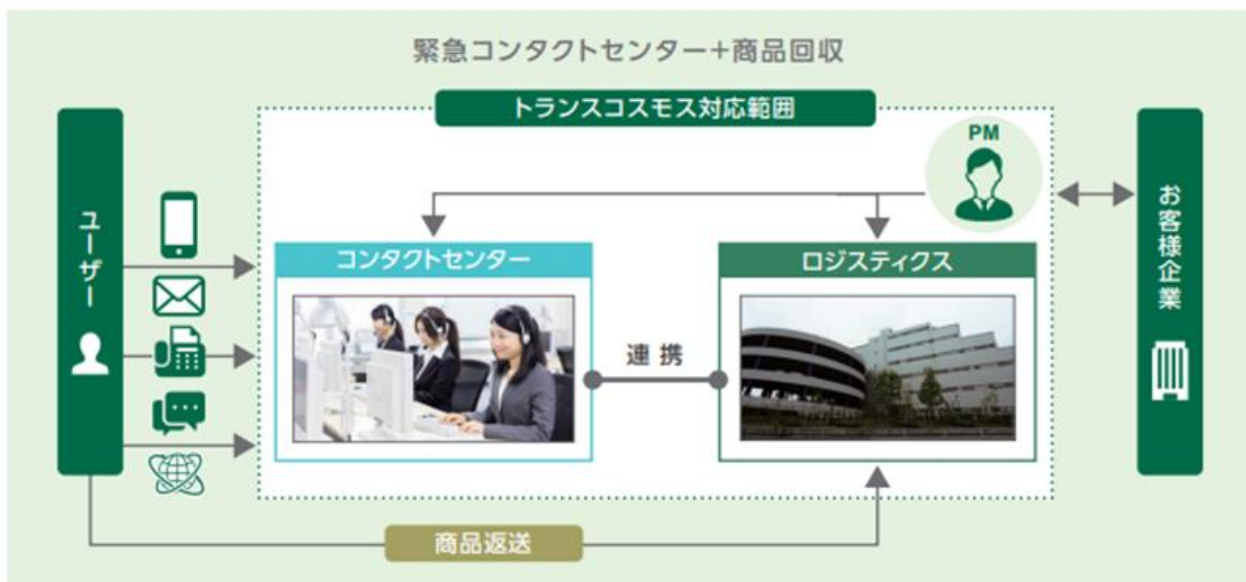 緊急コンタクトセンター+商品回収
トランスコスモス対応範囲
PM
ユーザー
コンタクトセンター
ロジスティクス
連携
お客様企業
商品返送